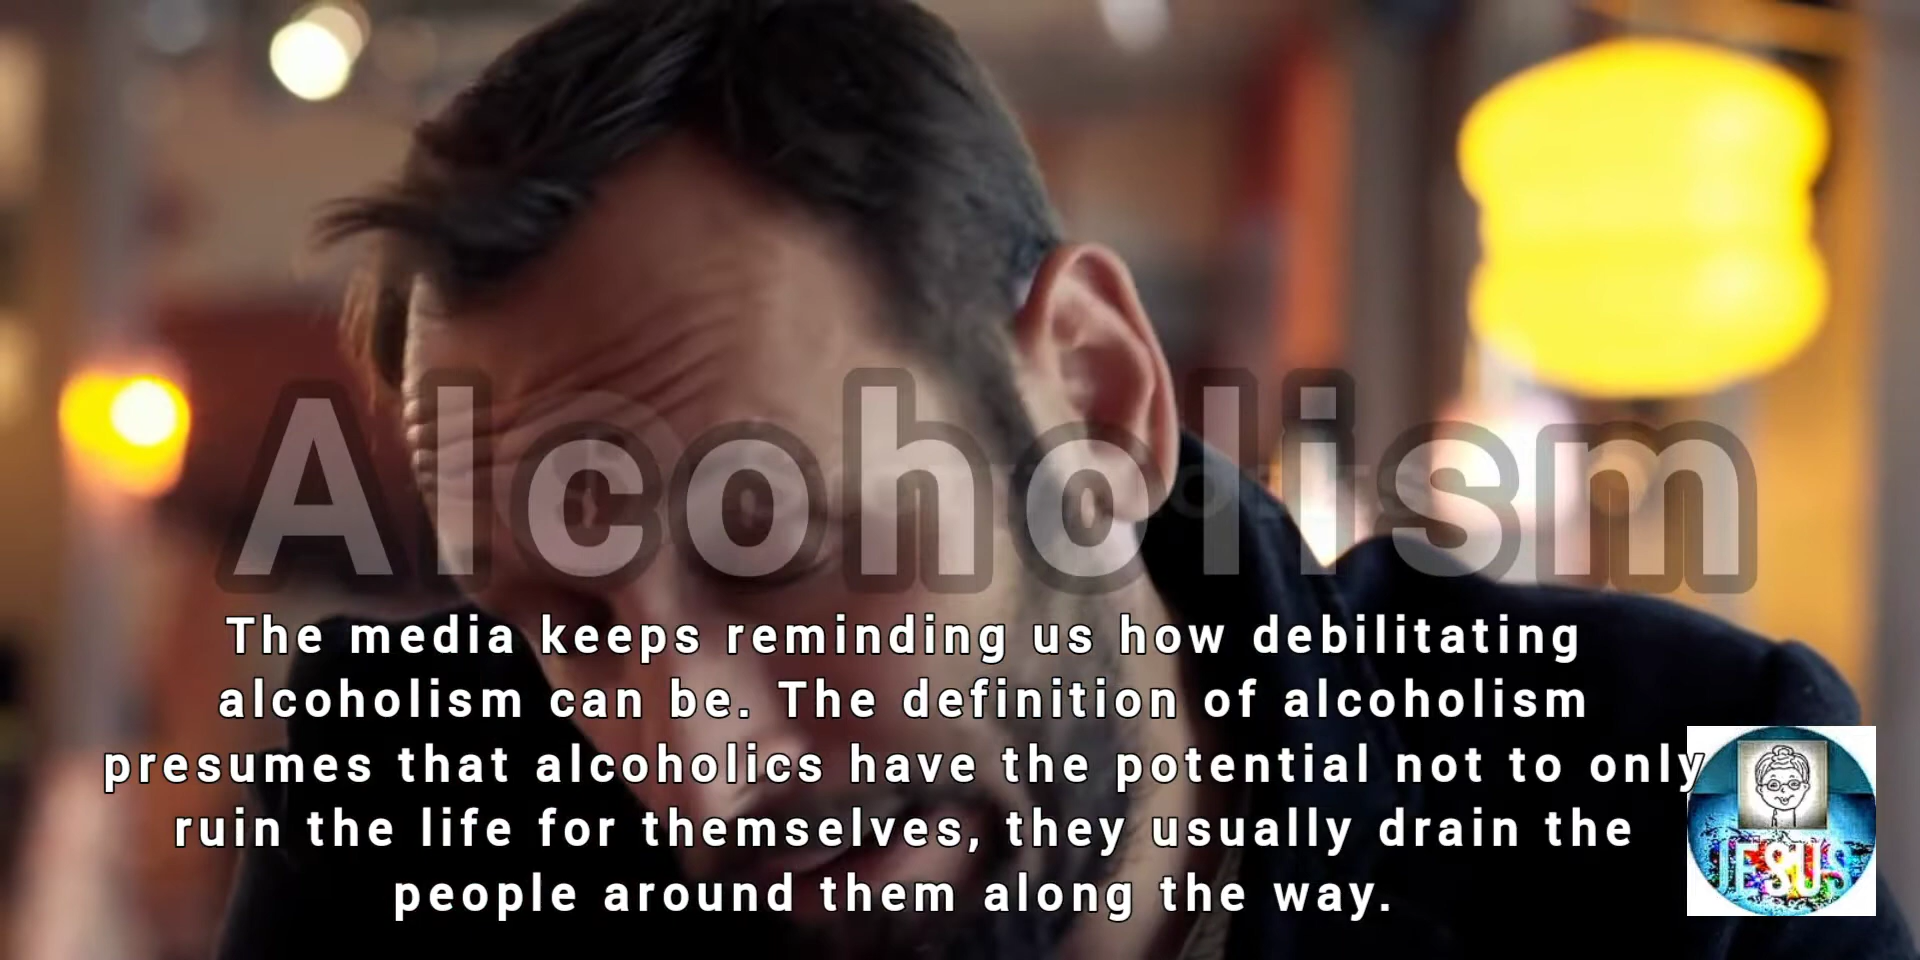 Alcoholism
The media keeps reminding us how debilitating
alcoholism can be. The definition of alcoholism
presumes that alcoholics have the potential not to only
ruin the life for themselves, they usually drain the
people around them along the way.
JESUS